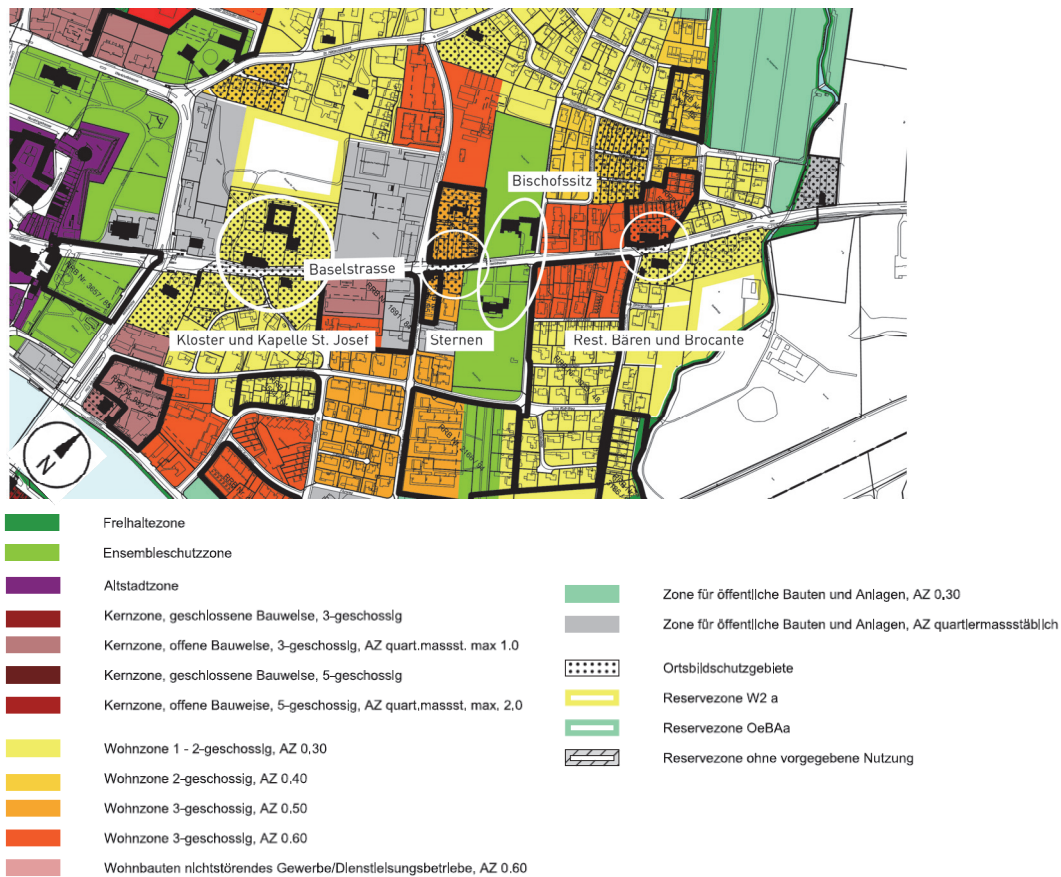 Bischofssitz
Baselstrasse
Kloster und Kapelle St. Josef
Sternen
Rest. Bären und Brocante
RRB Nr. 3657 / 85
N
Freihaltezone
Ensembleschutzzone
Altstadtzone
Kernzone, geschlossene Bauweise, 3-geschossig
Kernzone, offene Bauweise, 3-geschossig, AZ quart.massst. max 1.0
Kernzone, geschlossene Bauweise, 5-geschossig
Kernzone, offene Bauweise, 5-geschossig, AZ quart.massst. max. 2,0
Wohnzone 1 - 2-geschossig, AZ 0,30
Wohnzone 2-geschossig, AZ 0.40
Wohnzone 3-geschossig, AZ 0.50
Wohnzone 3-geschossig, AZ 0.60
Wohnbauten nichtstörendes Gewerbe/Dienstleisungsbetriebe, AZ 0.60
Zone für öffentliche Bauten und Anlagen, AZ 0,30
Zone für öffentliche Bauten und Anlagen, AZ quartiermassstäblich
Ortsbildschutzgebiete
Reservezone W2 a
Reservezone OeBAa
Reservezone ohne vorgegebene Nutzung